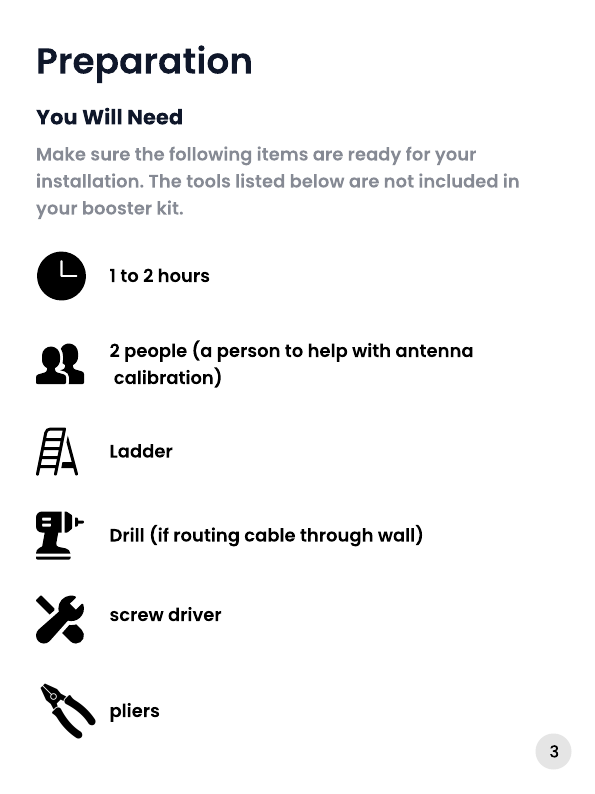 Preparation
You Will Need
Make sure the following items are ready for your
installation. The tools listed below are not included in
your booster kit.
1 to 2 hours
2 people (a person to help with antenna
calibration)
Ladder
Drill (if routing cable through wall)
screw driver
pliers
3